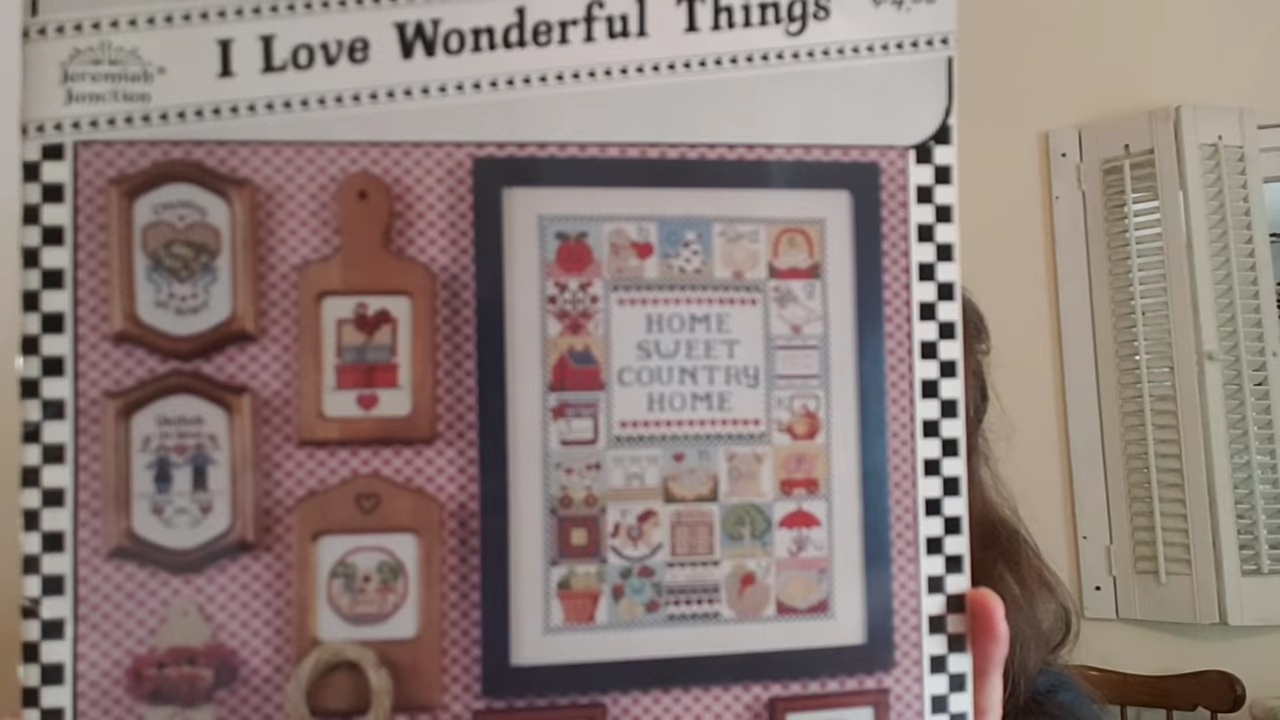 I Love Wonderful Things
Jeremiah®
Junction
HOME
SWEET
COUNTRY
HOME